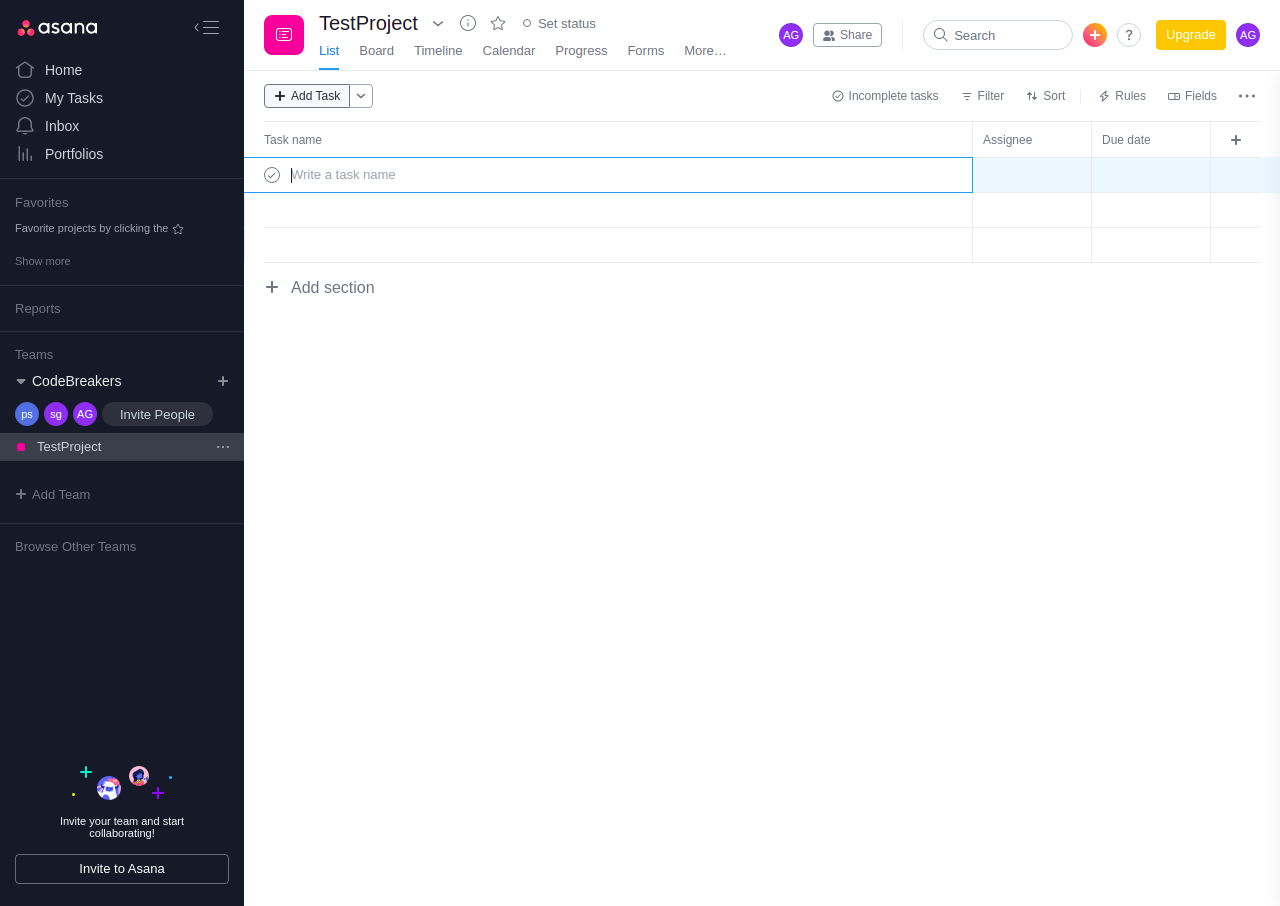 asana
Home
My Tasks
Inbox
Portfolios
Favorites
Favorite projects by clicking the
Show more
Reports
Teams
CodeBreakers
ps
sg
AG
Invite People
TestProject
Add Team
Browse Other Teams
Invite your team and start
collaborating!
Invite to Asana
TestProject
Set status
List
Board
Timeline
Calendar
Progress
Forms
More…
AG
Share
Search
?
Upgrade
AG
Add Task
Incomplete tasks
Filter
Sort
Rules
Fields
Task name
Assignee
Due date
Write a task name
Add section